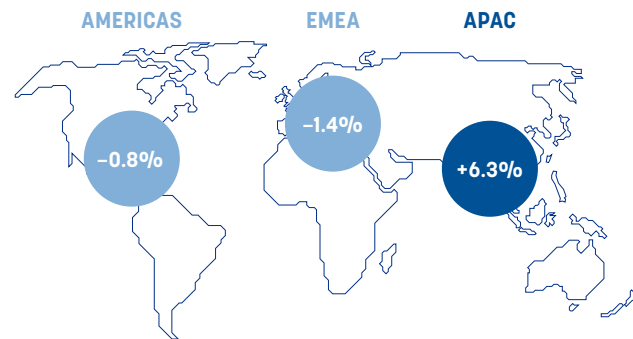 AMERICAS
EMEA
APAC
–0.8%
–1.4%
+6.3%